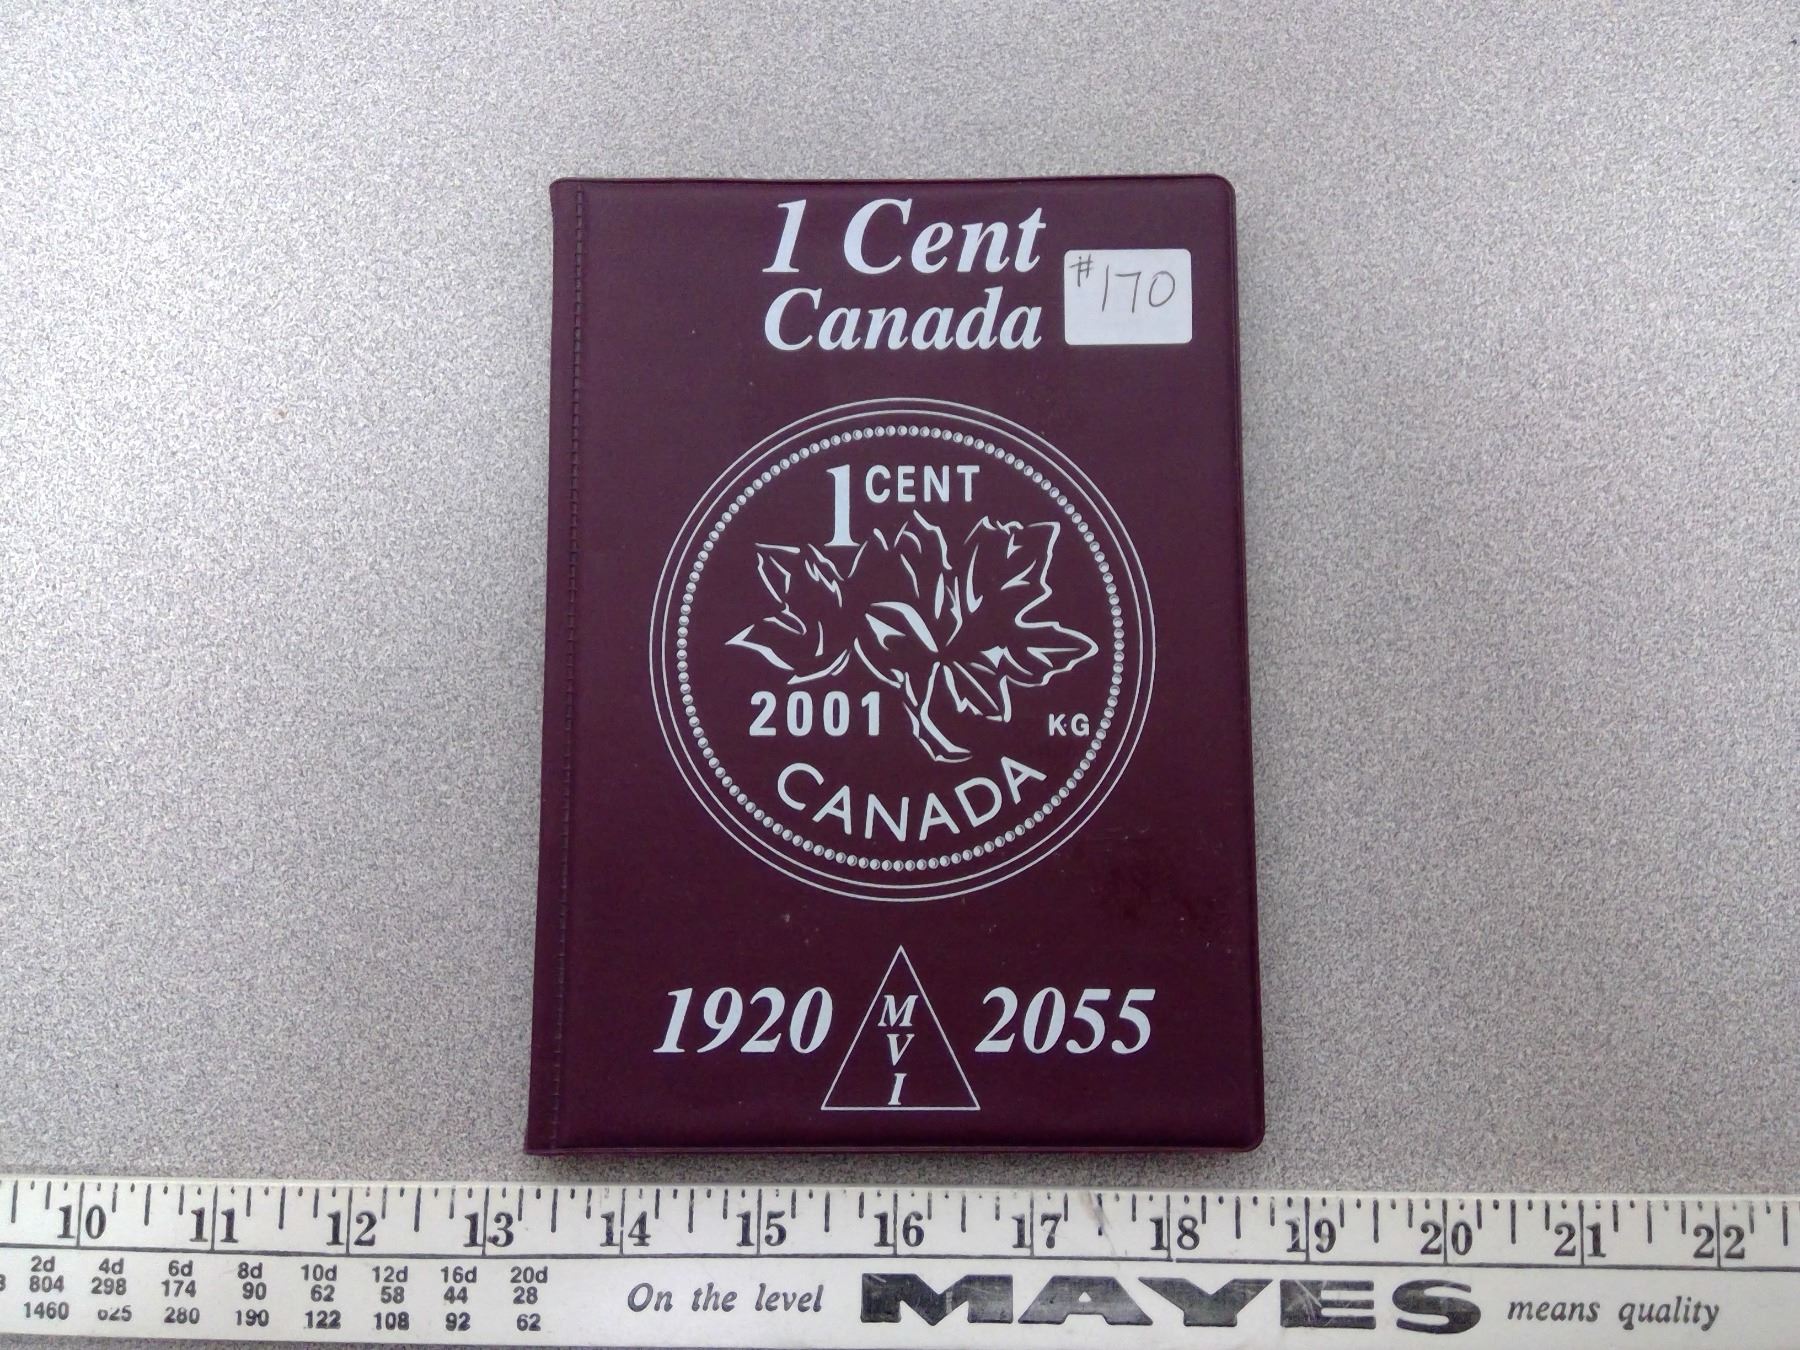 1 Cent
Canada
#170
1 CENT
2001
K·G
CANADA
1920 MVI 2055
10 11 12 13 14 15 16 17 18 19 20 21 22
2d 4d 6d 8d 10d 12d 16d 20d
804 298 174 90 62 58 44 28
1460 625 280 190 122 108 92 62
On the level MAYES means quality